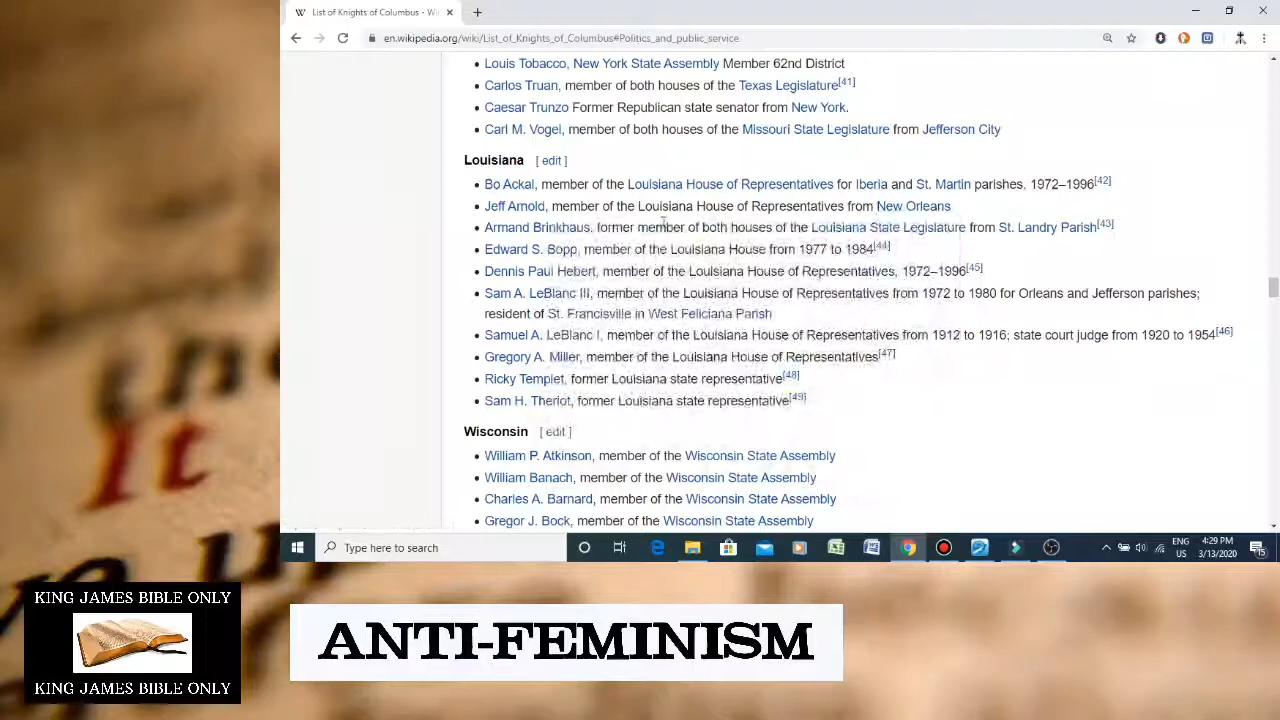 List of Knights of Columbus - Wi
en.wikipedia.org/wiki/List_of_Knights_of_Columbus#Politics_and_public_service
Louis Tobacco, New York State Assembly Member 62nd District
Carlos Truan, member of both houses of the Texas Legislature[41]
Caesar Trunzo Former Republican state senator from New York.
Carl M. Vogel, member of both houses of the Missouri State Legislature from Jefferson City
Louisiana [ edit ]
Bo Ackal, member of the Louisiana House of Representatives for Iberia and St. Martin parishes, 1972–1996[42]
Jeff Arnold, member of the Louisiana House of Representatives from New Orleans
Armand Brinkhaus, former member of both houses of the Louisiana State Legislature from St. Landry Parish[43]
Edward S. Bopp, member of the Louisiana House from 1977 to 1984[44]
Dennis Paul Hebert, member of the Louisiana House of Representatives, 1972–1996[45]
Sam A. LeBlanc III, member of the Louisiana House of Representatives from 1972 to 1980 for Orleans and Jefferson parishes;
resident of St. Francisville in West Feliciana Parish
Samuel A. LeBlanc I, member of the Louisiana House of Representatives from 1912 to 1916; state court judge from 1920 to 1954[46]
Gregory A. Miller, member of the Louisiana House of Representatives[47]
Ricky Templet, former Louisiana state representative[48]
Sam H. Theriot, former Louisiana state representative[49]
Wisconsin [ edit ]
William P. Atkinson, member of the Wisconsin State Assembly
William Banach, member of the Wisconsin State Assembly
Charles A. Barnard, member of the Wisconsin State Assembly
Gregor J. Bock, member of the Wisconsin State Assembly
Type here to search
ENG
US
4:29 PM
3/13/2020
15
the
It
KING JAMES BIBLE ONLY
KING JAMES BIBLE ONLY
ANTI-FEMINISM